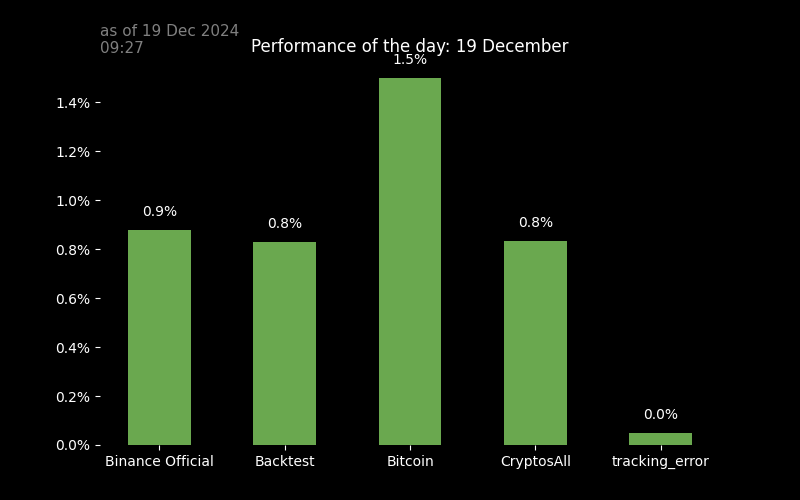 as of 19 Dec 2024
09:27
Performance of the day: 19 December
1.5%
1.4%
1.2%
1.0%
0.9%
0.8%
0.8%
0.8%
0.6%
0.4%
0.2%
0.0%
0.0%
Binance Official
Backtest
Bitcoin
CryptosAll
tracking_error